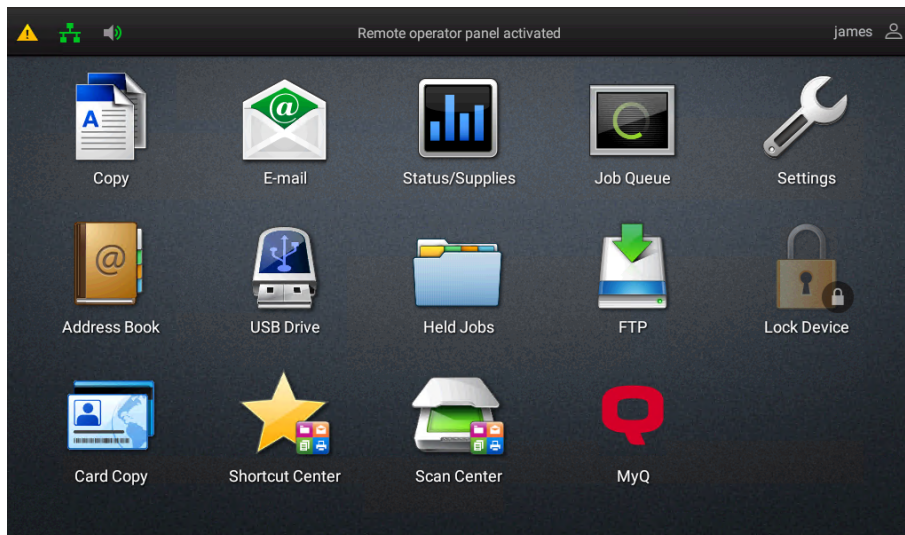 Remote operator panel activated
james
Copy
E-mail
Status/Supplies
Job Queue
Settings
Address Book
USB Drive
Held Jobs
FTP
Lock Device
Card Copy
Shortcut Center
Scan Center
MyQ